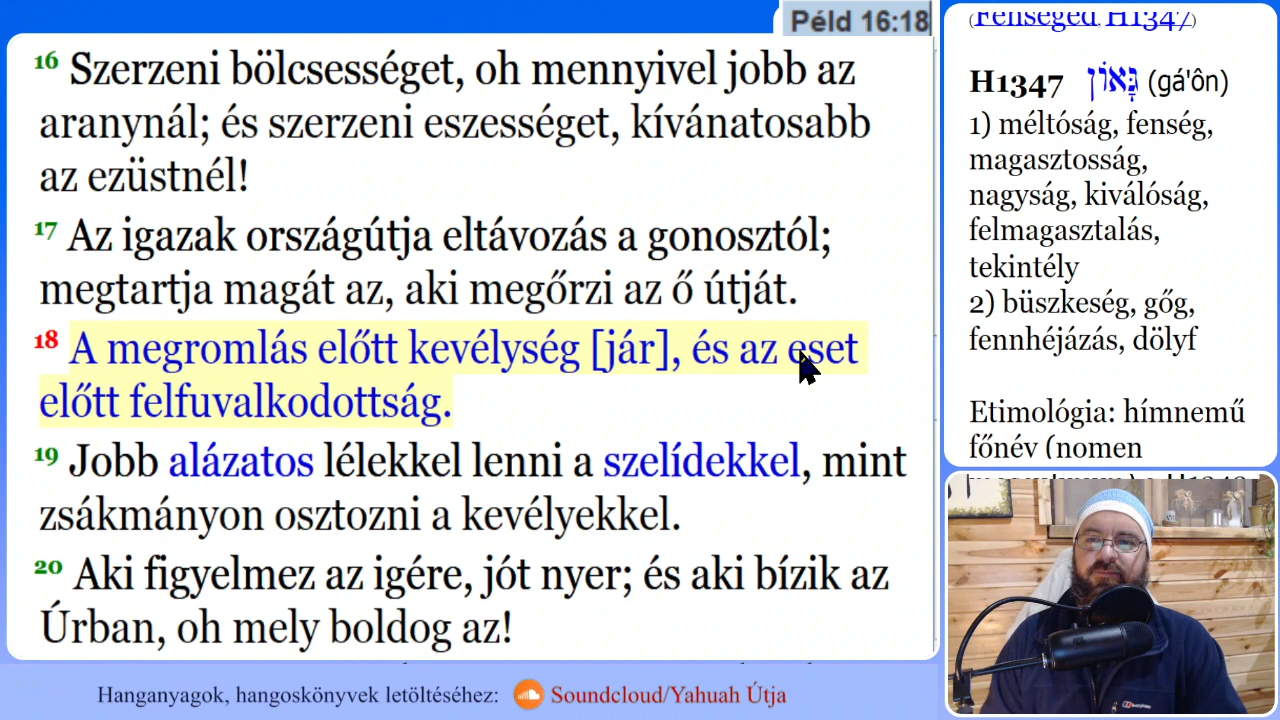 Péld 16:18
16 Szerzeni bölcsességet, oh mennyivel jobb az
aranynál; és szerzeni eszességet, kívánatosabb
az ezüstnél!
17 Az igazak országútja eltávozás a gonosztól;
megtartja magát az, aki megőrzi az ő útját.
18 A megromlás előtt kevélység [jár], és az eset
előtt felfuvalkodottság.
19 Jobb alázatos lélekkel lenni a szelídekkel, mint
zsákmányon osztozni a kevélyekkel.
20 Aki figyelmez az igére, jót nyer; és aki bízik az
Úrban, oh mely boldog az!
Hanganyagok, hangoskönyvek letöltéséhez: Soundcloud/Yahuah Útja
(Fenséged, H1347)
H1347 גָּאוֹן (gá'ôn)
1) méltóság, fenség,
magasztosság,
nagyság, kiválóság,
felmagasztalás,
tekintély
2) büszkeség, gőg,
fennhéjázás, dölyf
Etimológia: hímnemű
főnév (nomen